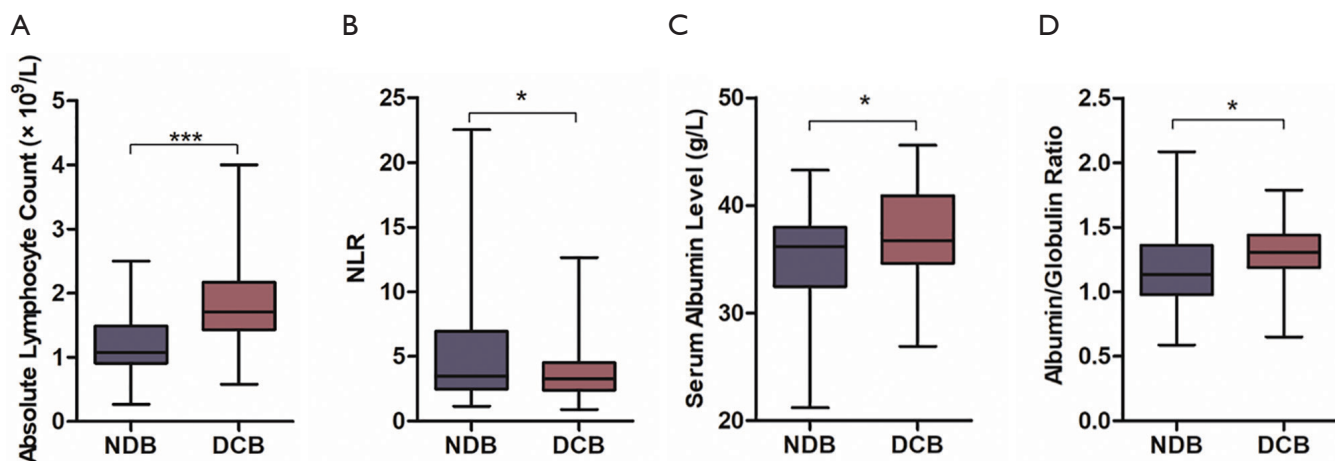 A
Absolute Lymphocyte Count (× 10⁹/L)
5
4
3
2
1
0
***
NDB DCB
B
NLR
25
20
15
10
5
0
*
NDB DCB
C
Serum Albumin Level (g/L)
50
40
30
20
*
NDB DCB
D
Albumin/Globulin Ratio
2.5
2.0
1.5
1.0
0.5
0.0
*
NDB DCB